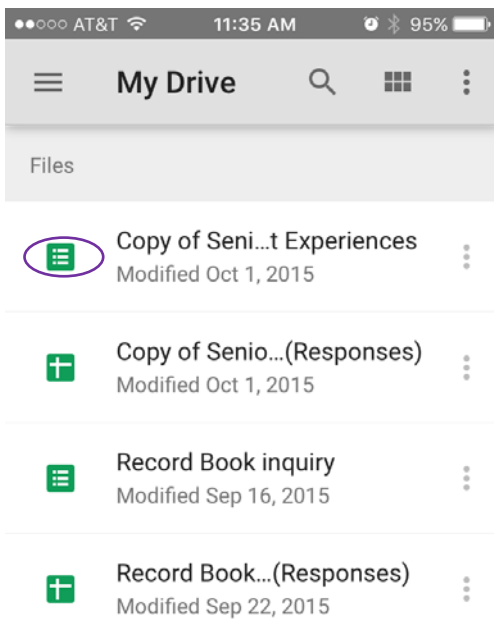 AT&T 11:35 AM 95%
My Drive
Files
Copy of Seni...t Experiences
Modified Oct 1, 2015
Copy of Senio...(Responses)
Modified Oct 1, 2015
Record Book inquiry
Modified Sep 16, 2015
Record Book...(Responses)
Modified Sep 22, 2015